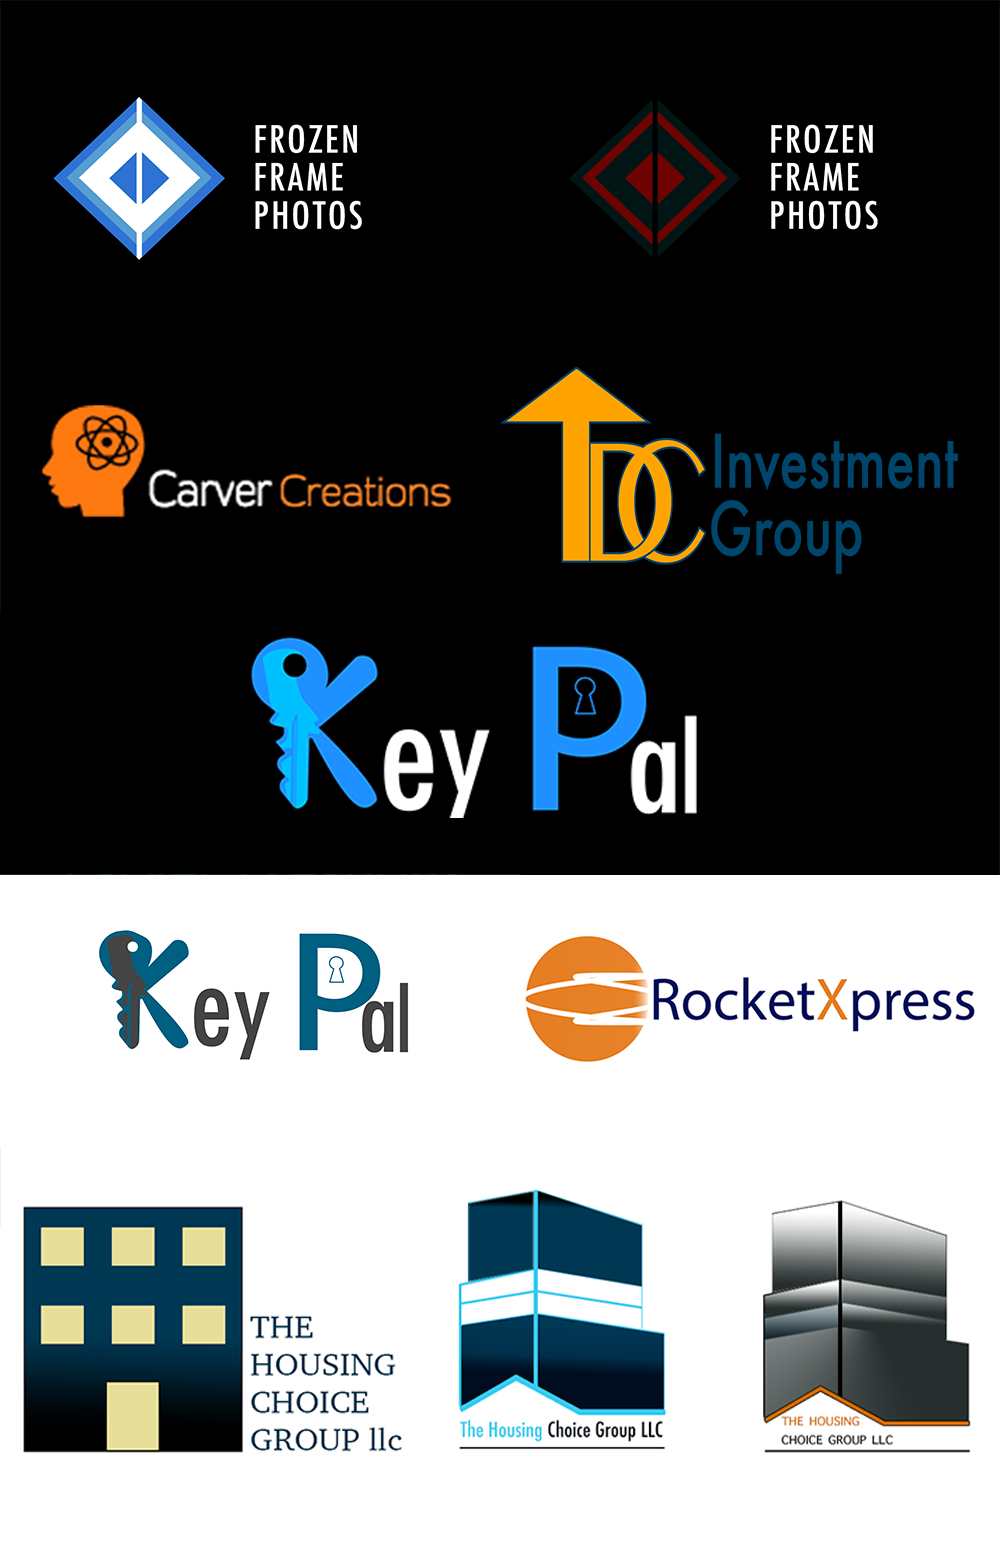 FROZEN
FRAME
PHOTOS
FROZEN
FRAME
PHOTOS
Carver Creations
TDC Investment
Group
Key Pal
Key Pal
RocketXpress
THE
HOUSING
CHOICE
GROUP llc
The Housing Choice Group LLC
THE HOUSING
CHOICE GROUP LLC